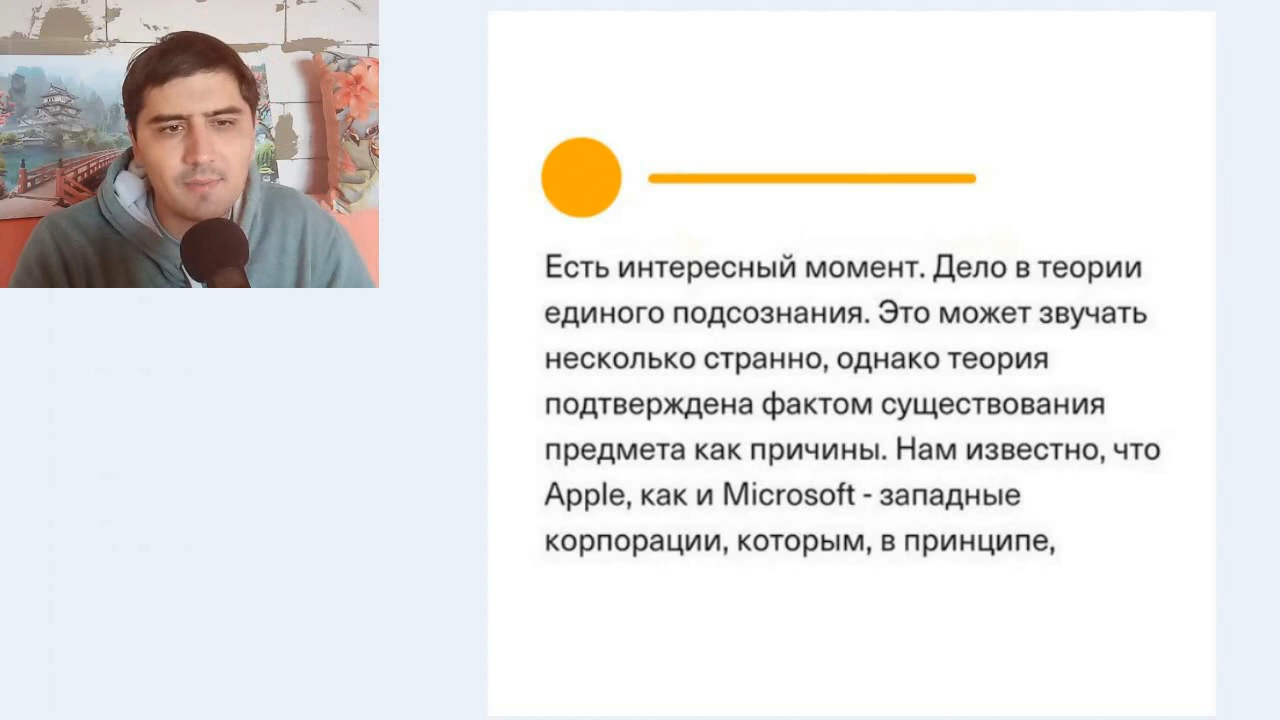 Есть интересный момент. Дело в теории
единого подсознания. Это может звучать
несколько странно, однако теория
подтверждена фактом существования
предмета как причины. Нам известно, что
Apple, как и Microsoft - западные
корпорации, которым, в принципе,